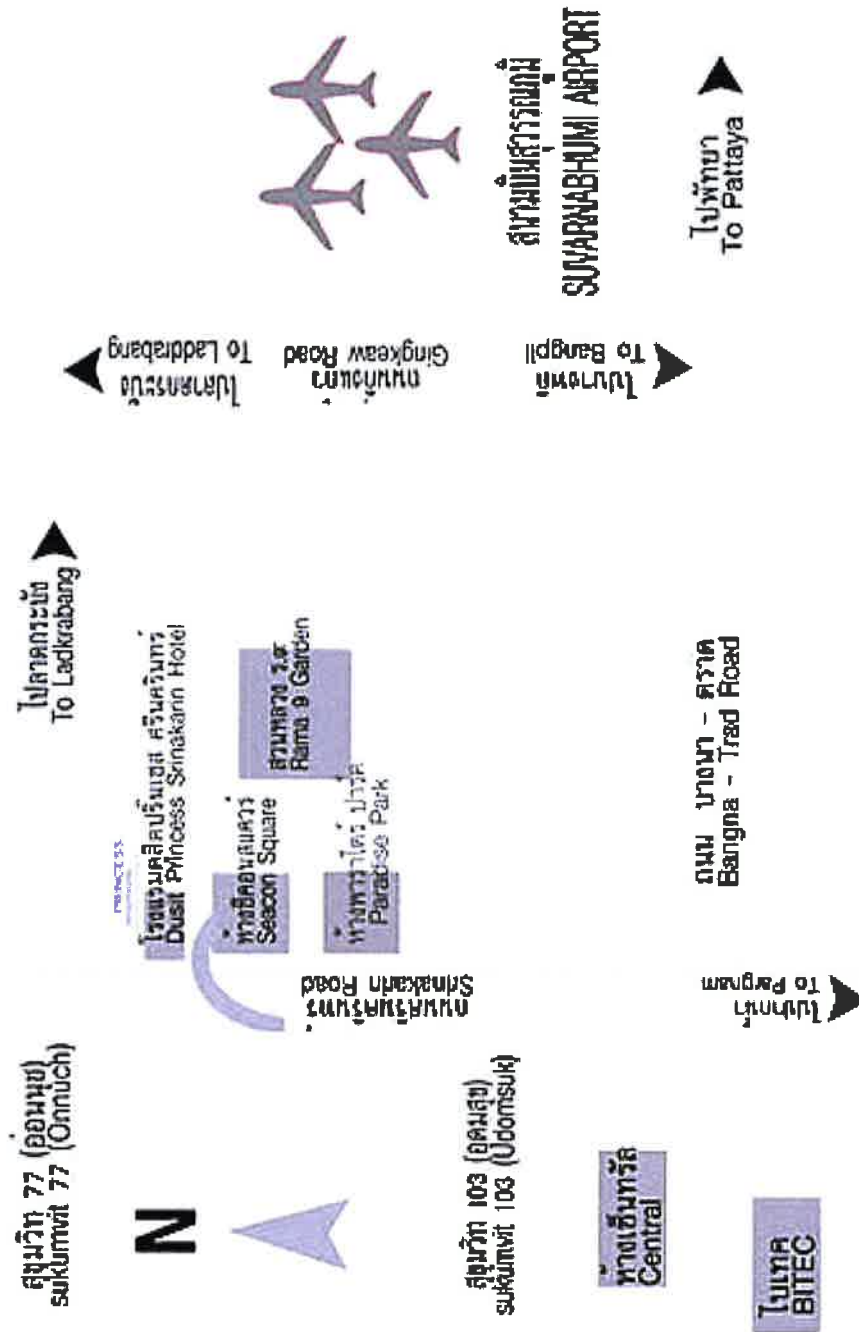 สุขุมวิท 77 (อ่อนนุช)
sukumvit 77 (Onnuch)
ไปลาดกระบัง
To Ladkrabang
N
PRINCESS
โรงแรมดุสิตปริ๊นเซส ศรีนครินทร์
Dusit Princess Srinakarin Hotel
ห้างซีคอนสแควร์
Seacon Square
สวนหลวง ร.๙
Rama 9 Garden
ห้างพาราไดร์ ปาร์ค
Paradise Park
ถนนศรีนครินทร์
Srinakarin Road
ไปลาดกระบัง
To Laddrabang
ถนนกิ่งแก้ว
Gingkeaw Road
ไปบางพลี
To Bangpli
สนามบินสุวรรณภูมิ
SUVARNABHUMI AIRPORT
สุขุมวิท 103 (อุดมสุข)
sukumvit 103 (Udomsuk)
ห้างเซ็นทรัล
Central
ไบเทค
BITEC
ไปปากน้ำ
To Pargnam
ถนน บางนา - ตราด
Bangna - Trad Road
ไปพัทยา
To Pattaya